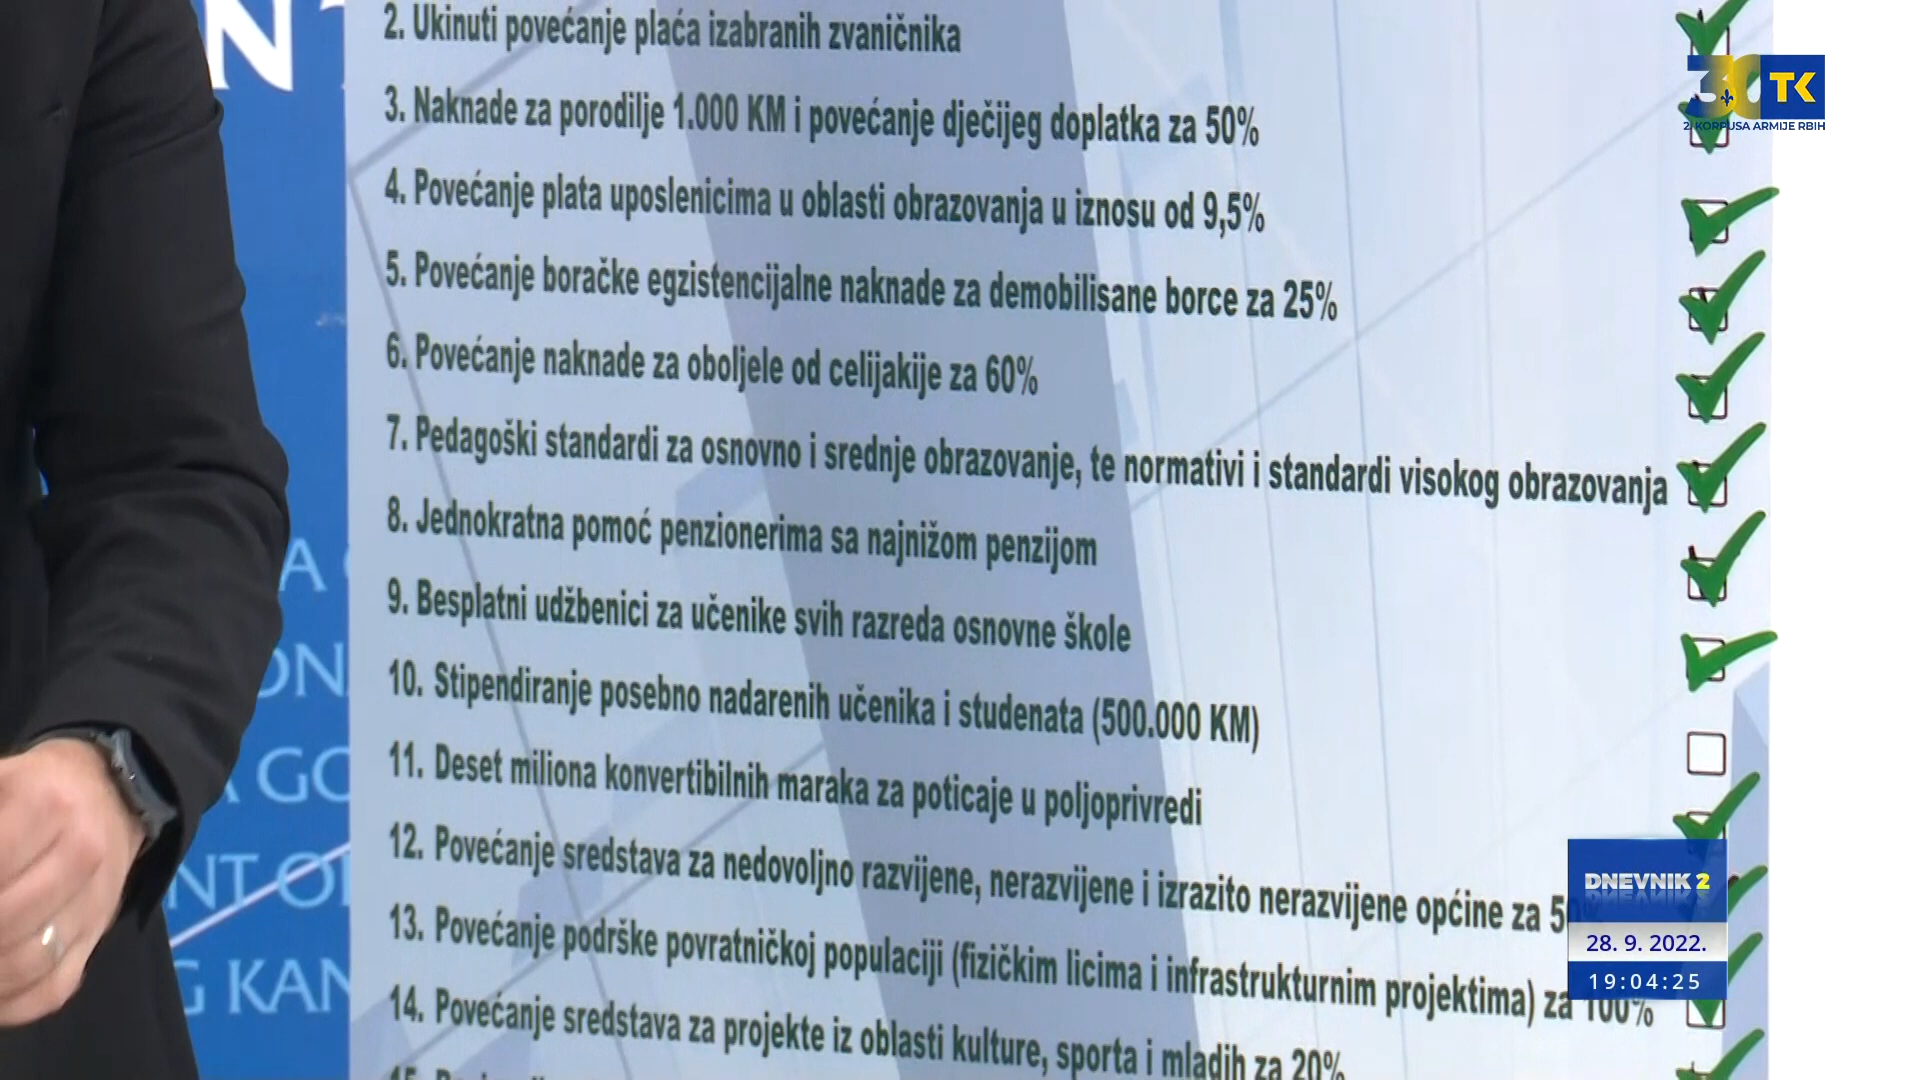 2. Ukinuti povećanje plaća izabranih zvaničnika
3. Naknade za porodilje 1.000 KM i povećanje dječijeg doplatka za 50%
4. Povećanje plata uposlenicima u oblasti obrazovanja u iznosu od 9,5%
5. Povećanje boračke egzistencijalne naknade za demobilisane borce za 25%
6. Povećanje naknade za oboljele od celijakije za 60%
7. Pedagoški standardi za osnovno i srednje obrazovanje, te normativi i standardi visokog obrazovanja
8. Jednokratna pomoć penzionerima sa najnižom penzijom
9. Besplatni udžbenici za učenike svih razreda osnovne škole
10. Stipendiranje posebno nadarenih učenika i studenata (500.000 KM)
11. Deset miliona konvertibilnih maraka za poticaje u poljoprivredi
12. Povećanje sredstava za nedovoljno razvijene, nerazvijene i izrazito nerazvijene općine za
13. Povećanje podrške povratničkoj populaciji (fizičkim licima i infrastrukturnim projektima) za 100%
14. Povećanje sredstava za projekte iz oblasti kulture, sporta i mladih za 20%
30 TK
2. KORPUSA ARMIJE RBIH
DNEVNIK 2
28. 9. 2022.
19:04:25